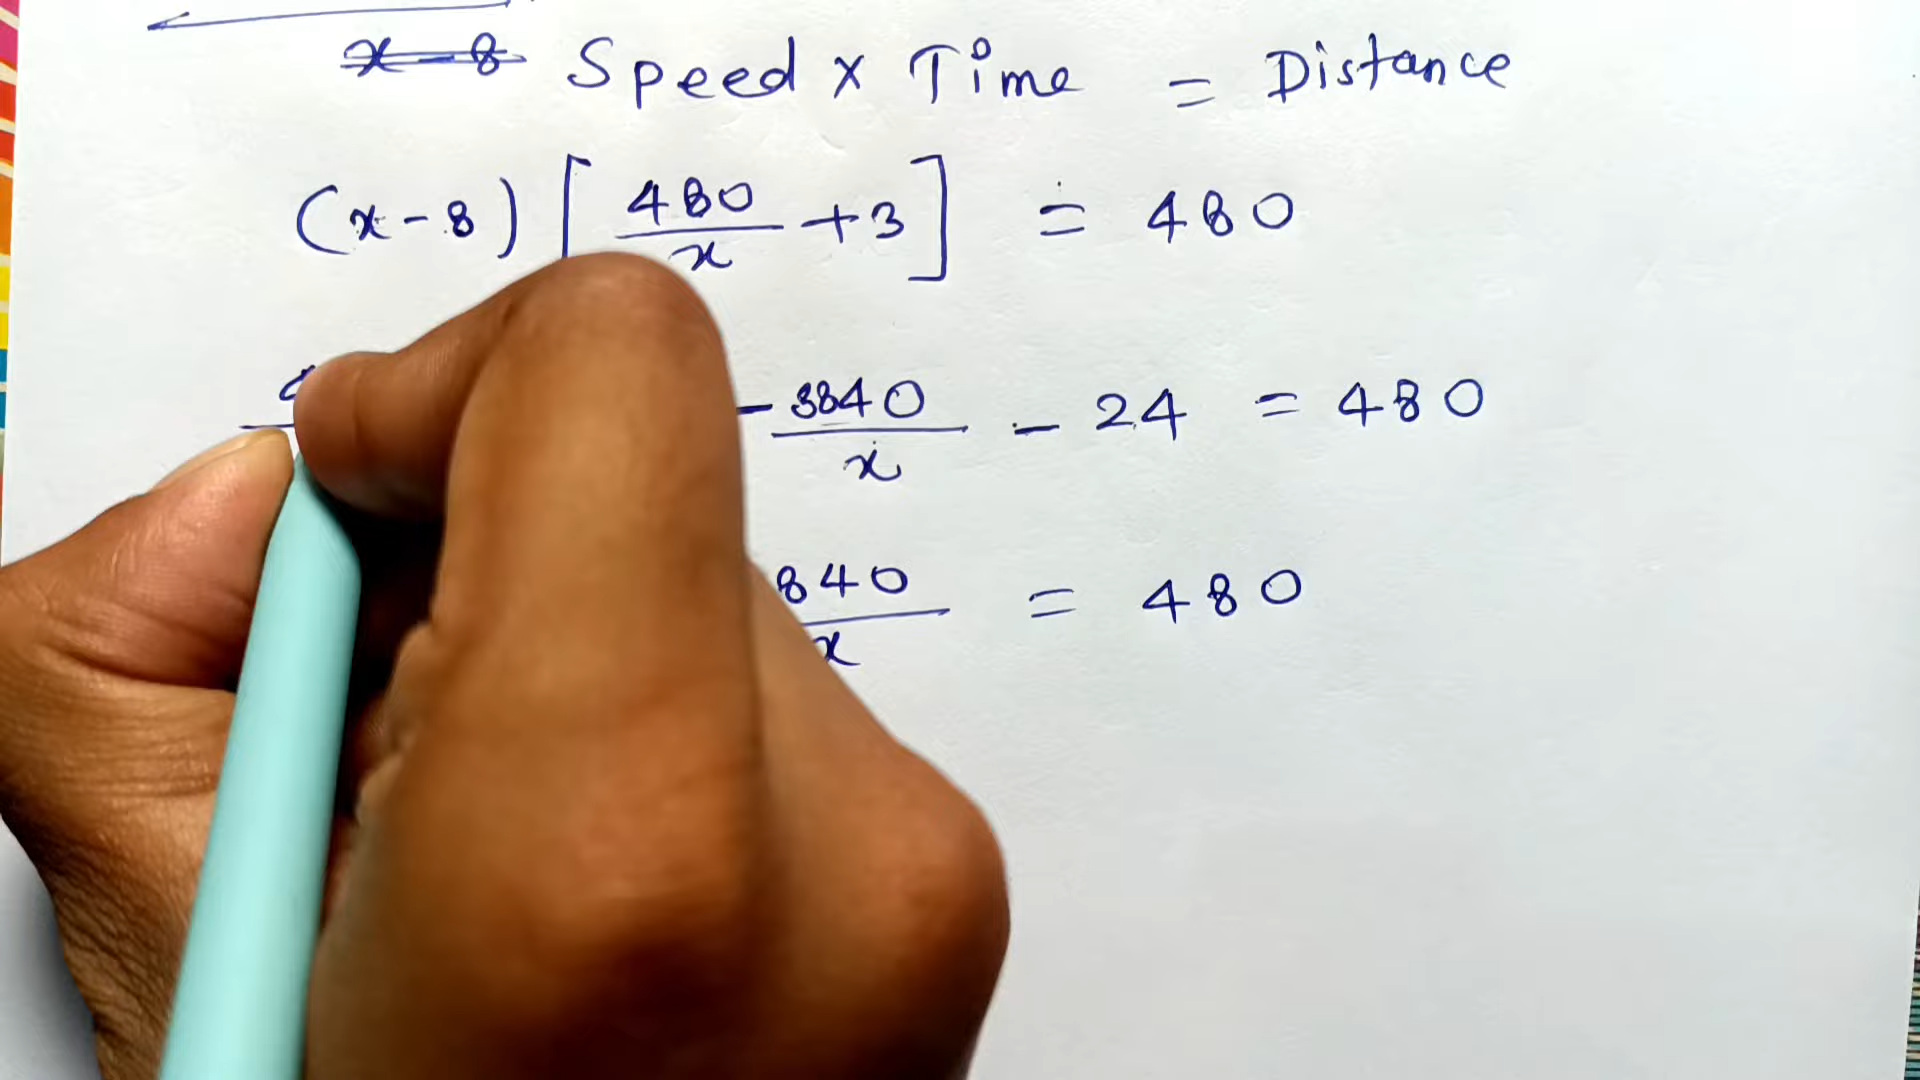 x-8 Speed x Time = Distance
(x-8) [480/x +3] = 480
- 3840/x - 24 = 480
840/x = 480